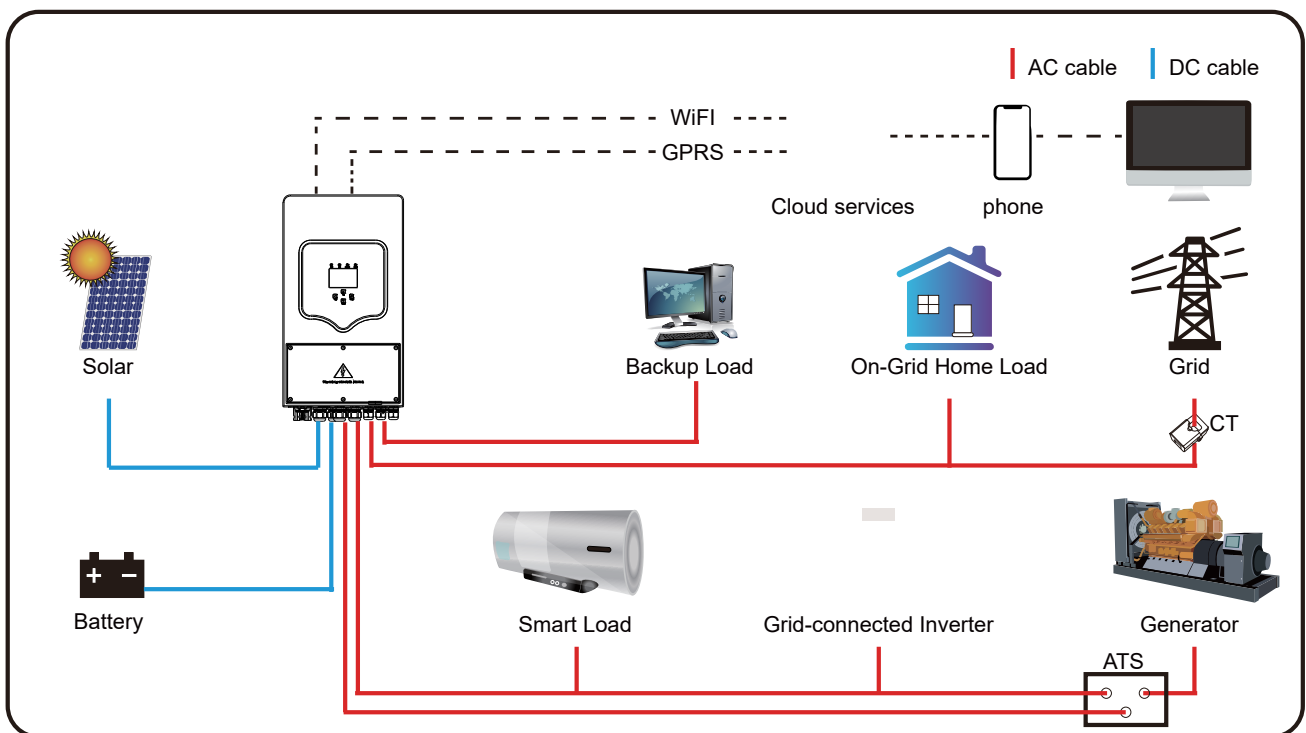 AC cable
DC cable
WiFI
GPRS
Cloud services
phone
Solar
Backup Load
On-Grid Home Load
Grid
CT
Battery
+ −
Smart Load
Grid-connected Inverter
Generator
ATS